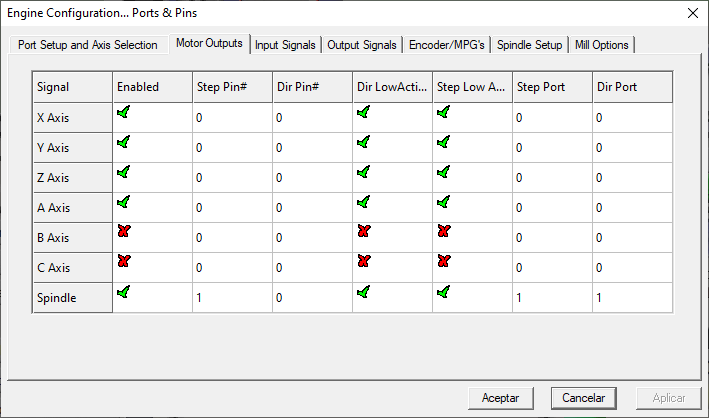 Engine Configuration... Ports & Pins
Port Setup and Axis Selection Motor Outputs Input Signals Output Signals Encoder/MPG's Spindle Setup Mill Options
Signal Enabled Step Pin# Dir Pin# Dir LowActi... Step Low A... Step Port Dir Port
X Axis 0 0 0 0
Y Axis 0 0 0 0
Z Axis 0 0 0 0
A Axis 0 0 0 0
B Axis 0 0 0 0
C Axis 0 0 0 0
Spindle 1 0 1 1
Aceptar Cancelar Aplicar